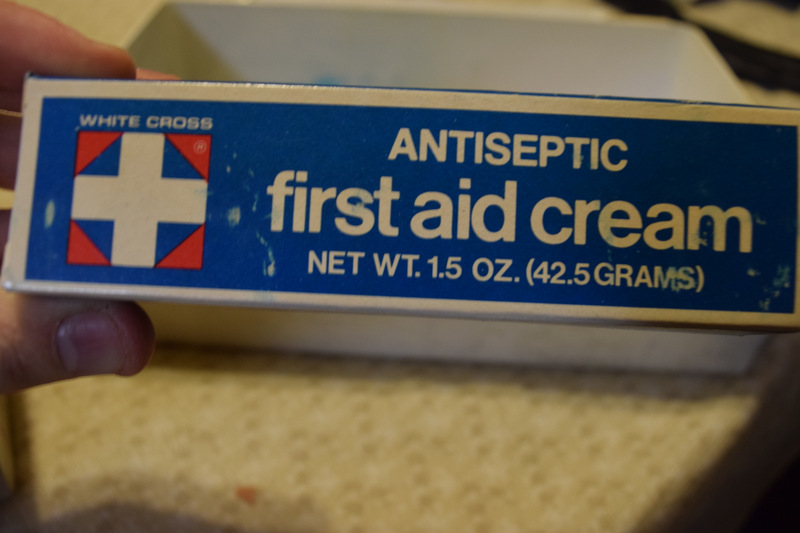 WHITE CROSS
®
ANTISEPTIC
first aid cream
NET WT. 1.5 OZ. (42.5 GRAMS)